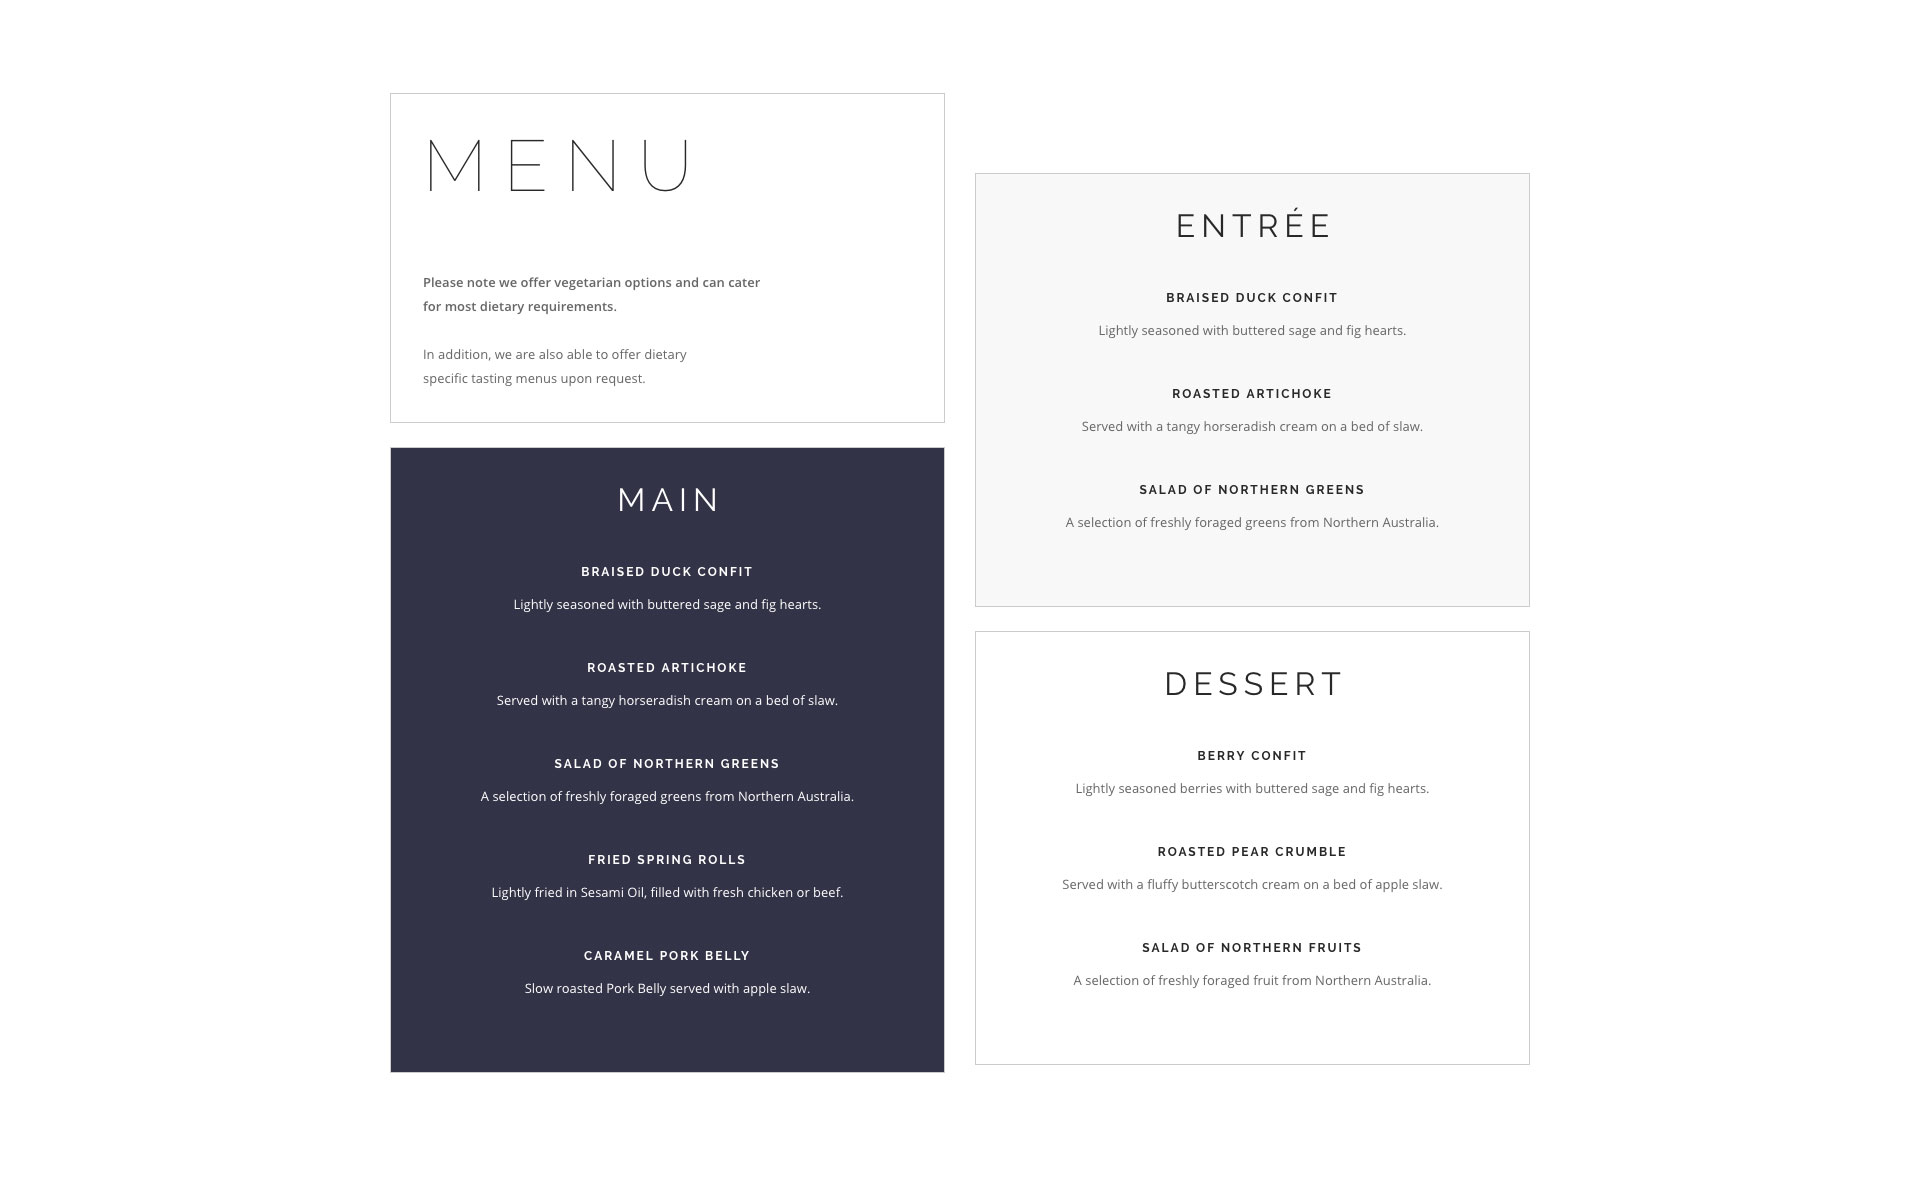 MENU
Please note we offer vegetarian options and can cater
for most dietary requirements.
In addition, we are also able to offer dietary
specific tasting menus upon request.
ENTRÉE
BRAISED DUCK CONFIT
Lightly seasoned with buttered sage and fig hearts.
ROASTED ARTICHOKE
Served with a tangy horseradish cream on a bed of slaw.
SALAD OF NORTHERN GREENS
A selection of freshly foraged greens from Northern Australia.
MAIN
BRAISED DUCK CONFIT
Lightly seasoned with buttered sage and fig hearts.
ROASTED ARTICHOKE
Served with a tangy horseradish cream on a bed of slaw.
SALAD OF NORTHERN GREENS
A selection of freshly foraged greens from Northern Australia.
FRIED SPRING ROLLS
Lightly fried in Sesami Oil, filled with fresh chicken or beef.
CARAMEL PORK BELLY
Slow roasted Pork Belly served with apple slaw.
DESSERT
BERRY CONFIT
Lightly seasoned berries with buttered sage and fig hearts.
ROASTED PEAR CRUMBLE
Served with a fluffy butterscotch cream on a bed of apple slaw.
SALAD OF NORTHERN FRUITS
A selection of freshly foraged fruit from Northern Australia.